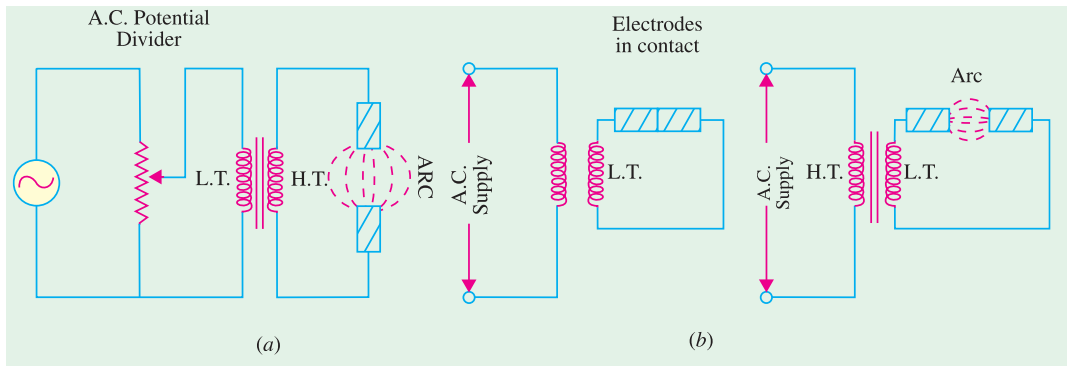 A.C. Potential
Divider
L.T.
H.T.
ARC
(a)
A.C.
Supply
Electrodes
in contact
L.T.
A.C.
Supply
H.T.
L.T.
Arc
(b)